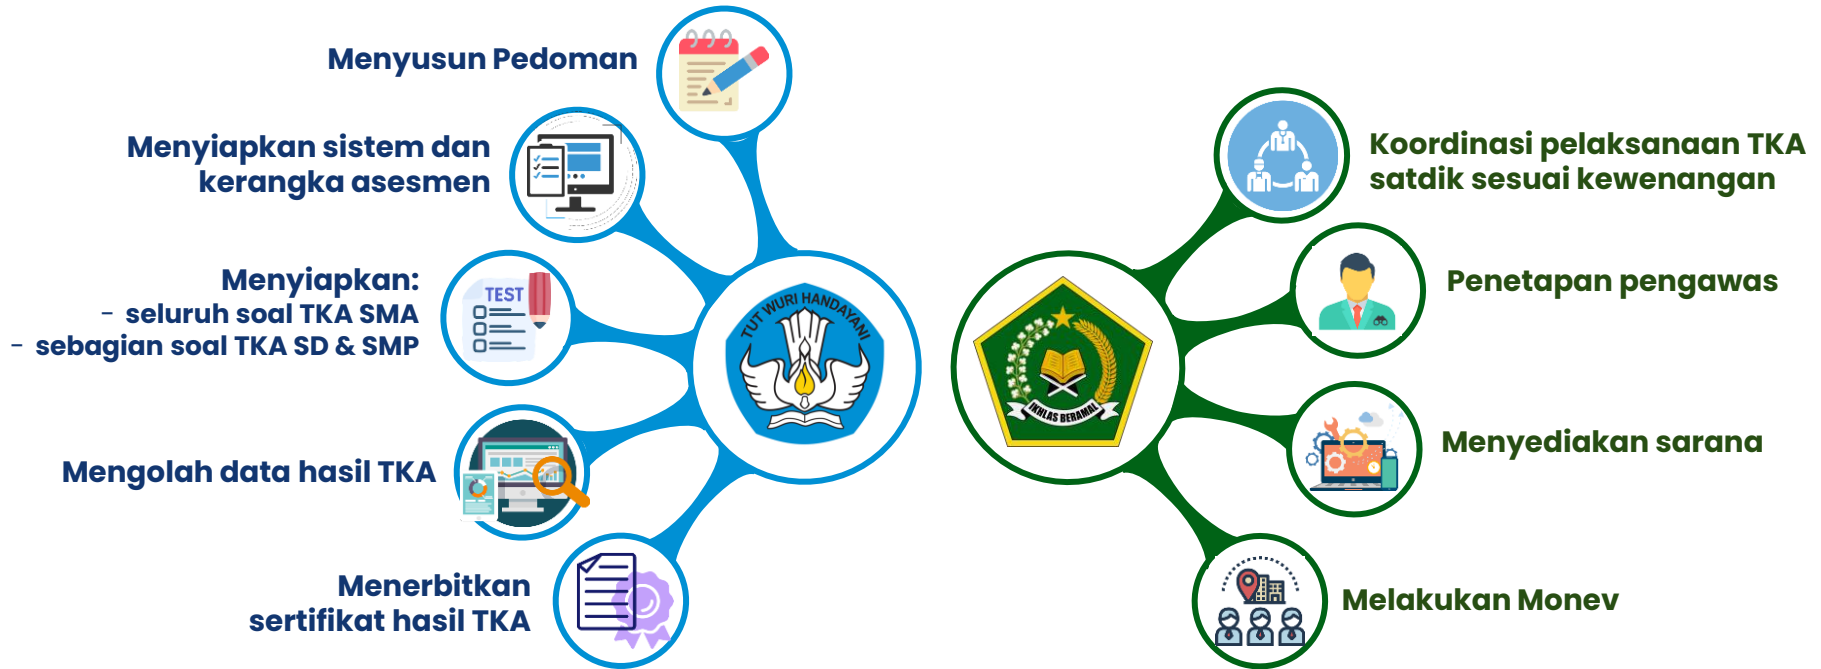 Menyusun Pedoman
Menyiapkan sistem dan
kerangka asesmen
Menyiapkan:
- seluruh soal TKA SMA
- sebagian soal TKA SD & SMP
TEST
Mengolah data hasil TKA
Menerbitkan
sertifikat hasil TKA
TUT WURI HANDAYANI
IKHLAS BERAMAL
Koordinasi pelaksanaan TKA
satdik sesuai kewenangan
Penetapan pengawas
Menyediakan sarana
Melakukan Monev